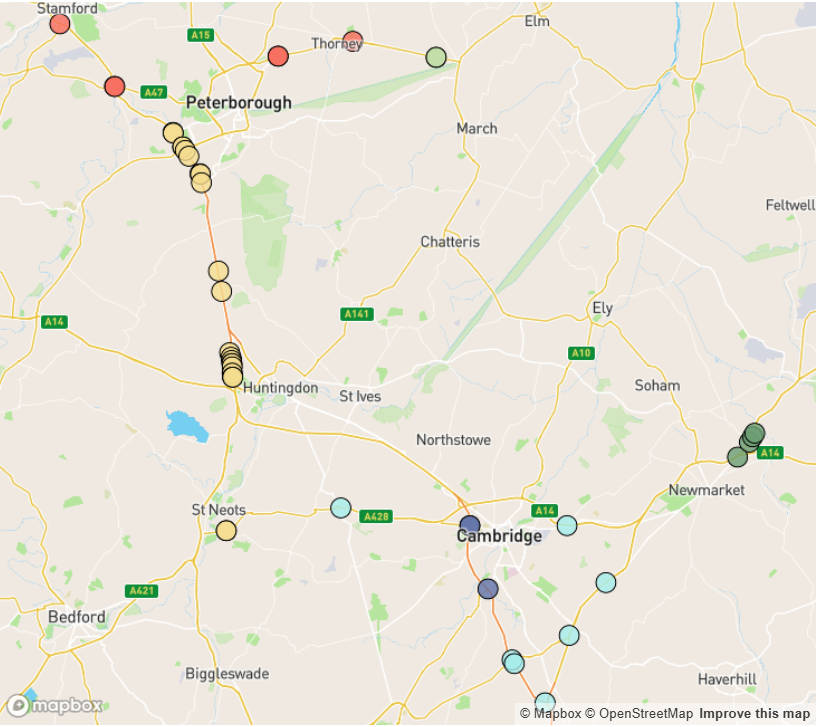 Stamford
A15
Elm
Thorney
A47
Peterborough
March
Feltwell
Chatteris
Ely
A14
A141
A10
Soham
Huntingdon
St Ives
Northstowe
A14
Newmarket
St Neots
A428
A14
Cambridge
A421
Bedford
Biggleswade
Haverhill
mapbox
© Mapbox © OpenStreetMap Improve this map